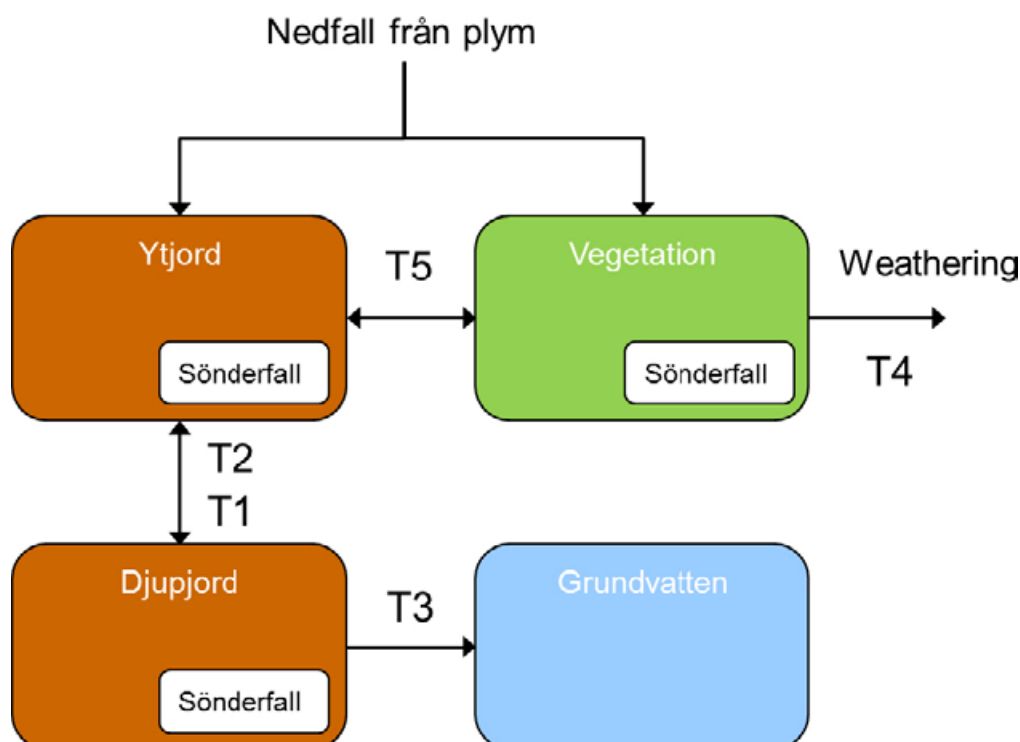 Nedfall från plym
Ytjord
T5
Vegetation
Weathering
Sönderfall
Sönderfall
T4
T2
T1
Djupjord
T3
Grundvatten
Sönderfall